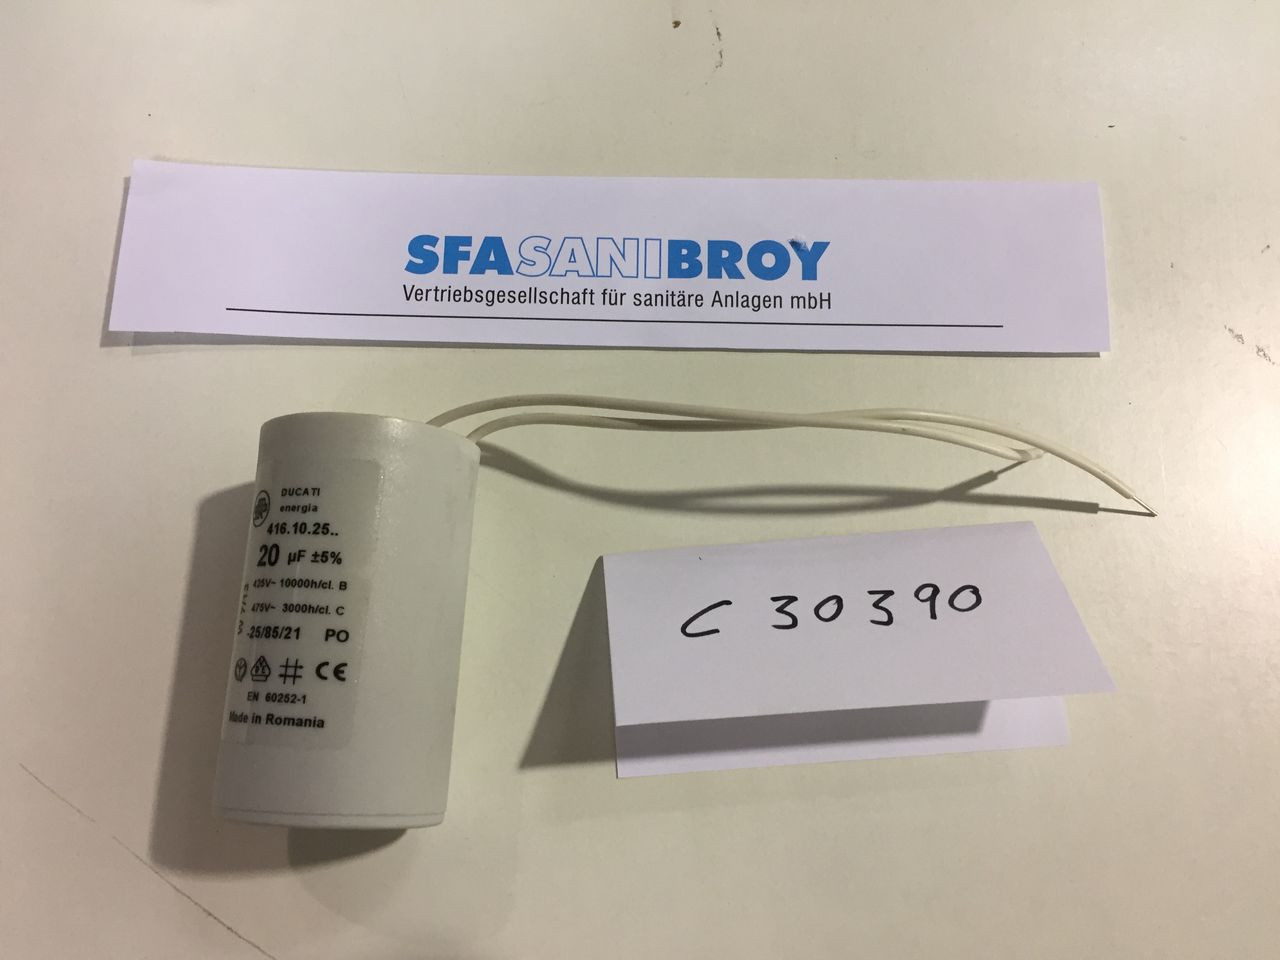 SFASANIBROY
Vertriebsgesellschaft für sanitäre Anlagen mbH
DUCATI
energia
416.10.25..
20 µF ±5%
425V~ 10000h/cl. B
475V~ 3000h/cl. C
-25/85/21 PO
CE
EN 60252-1
Made in Romania
C 30390